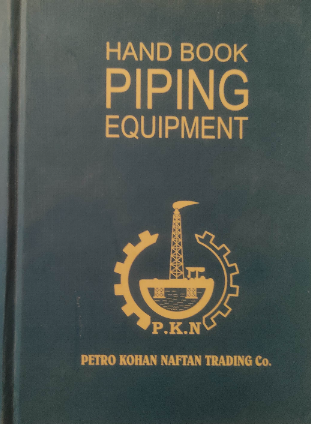 HAND BOOK
PIPING
EQUIPMENT
P.K.N
PETRO KOHAN NAFTAN TRADING Co.